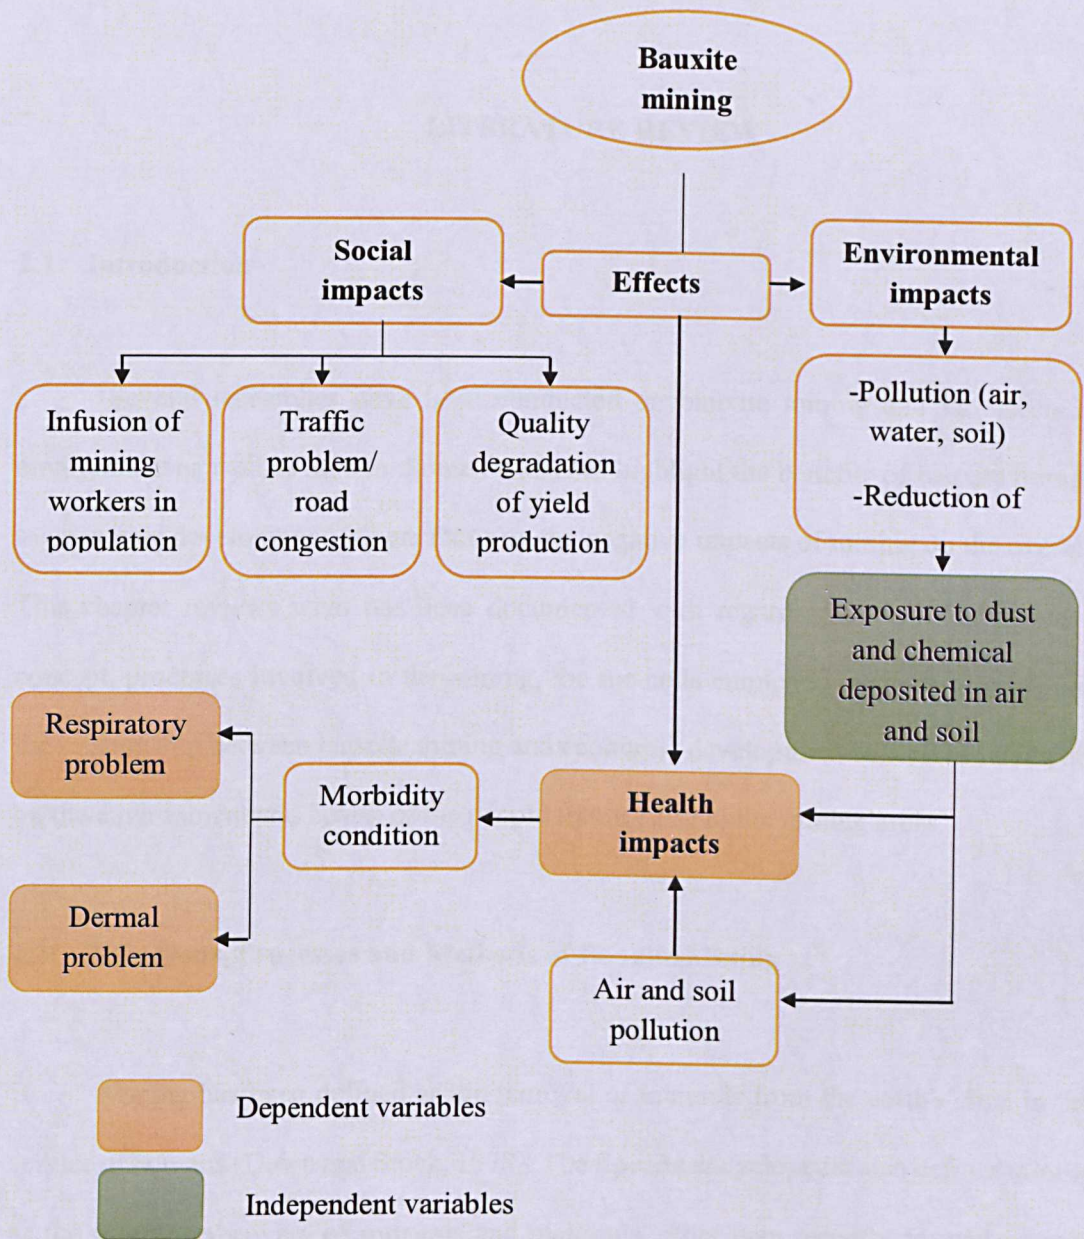 Bauxite
mining
Social
impacts
Effects
Environmental
impacts
Infusion of
mining
workers in
population
Traffic
problem/
road
congestion
Quality
degradation
of yield
production
-Pollution (air,
water, soil)
-Reduction of
Exposure to dust
and chemical
deposited in air
and soil
Respiratory
problem
Morbidity
condition
Health
impacts
Dermal
problem
Air and soil
pollution
Dependent variables
Independent variables